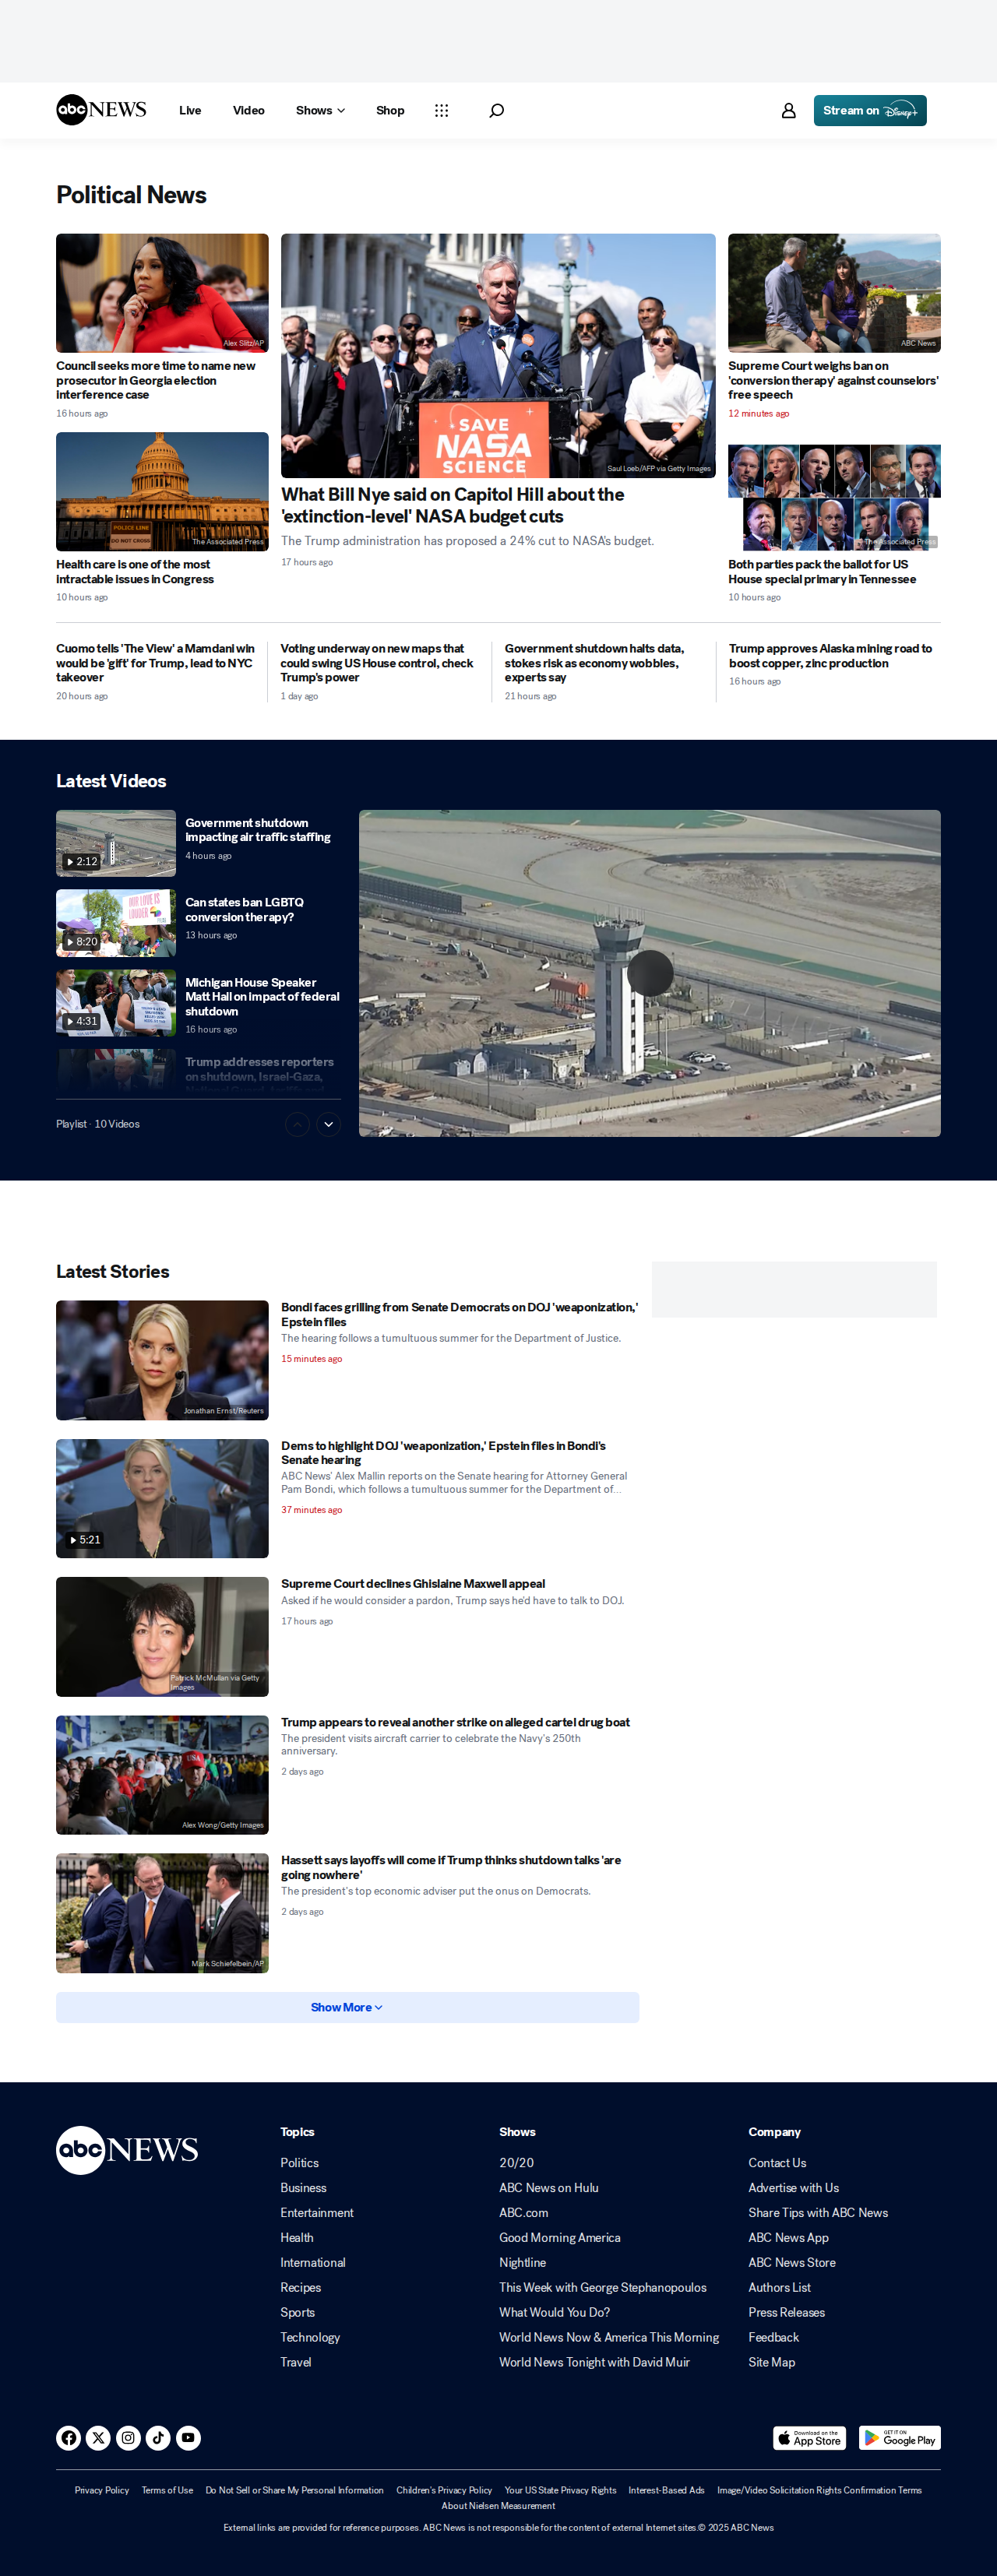 abc NEWS
Live
Video
Shows
Shop
Stream on Disney+
Political News
Alex Slitz/AP
Council seeks more time to name new
prosecutor in Georgia election
interference case
16 hours ago
POLICE LINE
DO NOT CROSS
The Associated Press
Health care is one of the most
intractable issues in Congress
10 hours ago
SAVE
NASA
SCIENCE
Saul Loeb/AFP via Getty Images
What Bill Nye said on Capitol Hill about the
'extinction-level' NASA budget cuts
The Trump administration has proposed a 24% cut to NASA's budget.
17 hours ago
ABC News
Supreme Court weighs ban on
'conversion therapy' against counselors'
free speech
12 minutes ago
The Associated Press
Both parties pack the ballot for US
House special primary in Tennessee
10 hours ago
Cuomo tells 'The View' a Mamdani win
would be 'gift' for Trump, lead to NYC
takeover
20 hours ago
Voting underway on new maps that
could swing US House control, check
Trump's power
1 day ago
Government shutdown halts data,
stokes risk as economy wobbles,
experts say
21 hours ago
Trump approves Alaska mining road to
boost copper, zinc production
16 hours ago
Latest Videos
2:12
Government shutdown
impacting air traffic staffing
4 hours ago
OUR LOVE IS
LOUDER
8:20
Can states ban LGBTQ
conversion therapy?
13 hours ago
4:31
Michigan House Speaker
Matt Hall on impact of federal
shutdown
16 hours ago
Trump addresses reporters
on shutdown, Israel-Gaza,
Playlist · 10 Videos
Latest Stories
Jonathan Ernst/Reuters
Bondi faces grilling from Senate Democrats on DOJ 'weaponization,'
Epstein files
The hearing follows a tumultuous summer for the Department of Justice.
15 minutes ago
5:21
Dems to highlight DOJ 'weaponization,' Epstein files in Bondi's
Senate hearing
ABC News' Alex Mallin reports on the Senate hearing for Attorney General
Pam Bondi, which follows a tumultuous summer for the Department of...
37 minutes ago
Patrick McMullan via Getty
Images
Supreme Court declines Ghislaine Maxwell appeal
Asked if he would consider a pardon, Trump says he'd have to talk to DOJ.
17 hours ago
USA
Alex Wong/Getty Images
Trump appears to reveal another strike on alleged cartel drug boat
The president visits aircraft carrier to celebrate the Navy's 250th
anniversary.
2 days ago
Mark Schiefelbein/AP
Hassett says layoffs will come if Trump thinks shutdown talks 'are
going nowhere'
The president's top economic adviser put the onus on Democrats.
2 days ago
Show More
abc NEWS
Topics
Politics
Business
Entertainment
Health
International
Recipes
Sports
Technology
Travel
Shows
20/20
ABC News on Hulu
ABC.com
Good Morning America
Nightline
This Week with George Stephanopoulos
What Would You Do?
World News Now & America This Morning
World News Tonight with David Muir
Company
Contact Us
Advertise with Us
Share Tips with ABC News
ABC News App
ABC News Store
Authors List
Press Releases
Feedback
Site Map
Download on the
App Store
GET IT ON
Google Play
Privacy Policy
Terms of Use
Do Not Sell or Share My Personal Information
Children's Privacy Policy
Your US State Privacy Rights
Interest-Based Ads
Image/Video Solicitation Rights Confirmation Terms
About Nielsen Measurement
External links are provided for reference purposes. ABC News is not responsible for the content of external Internet sites.© 2025 ABC News